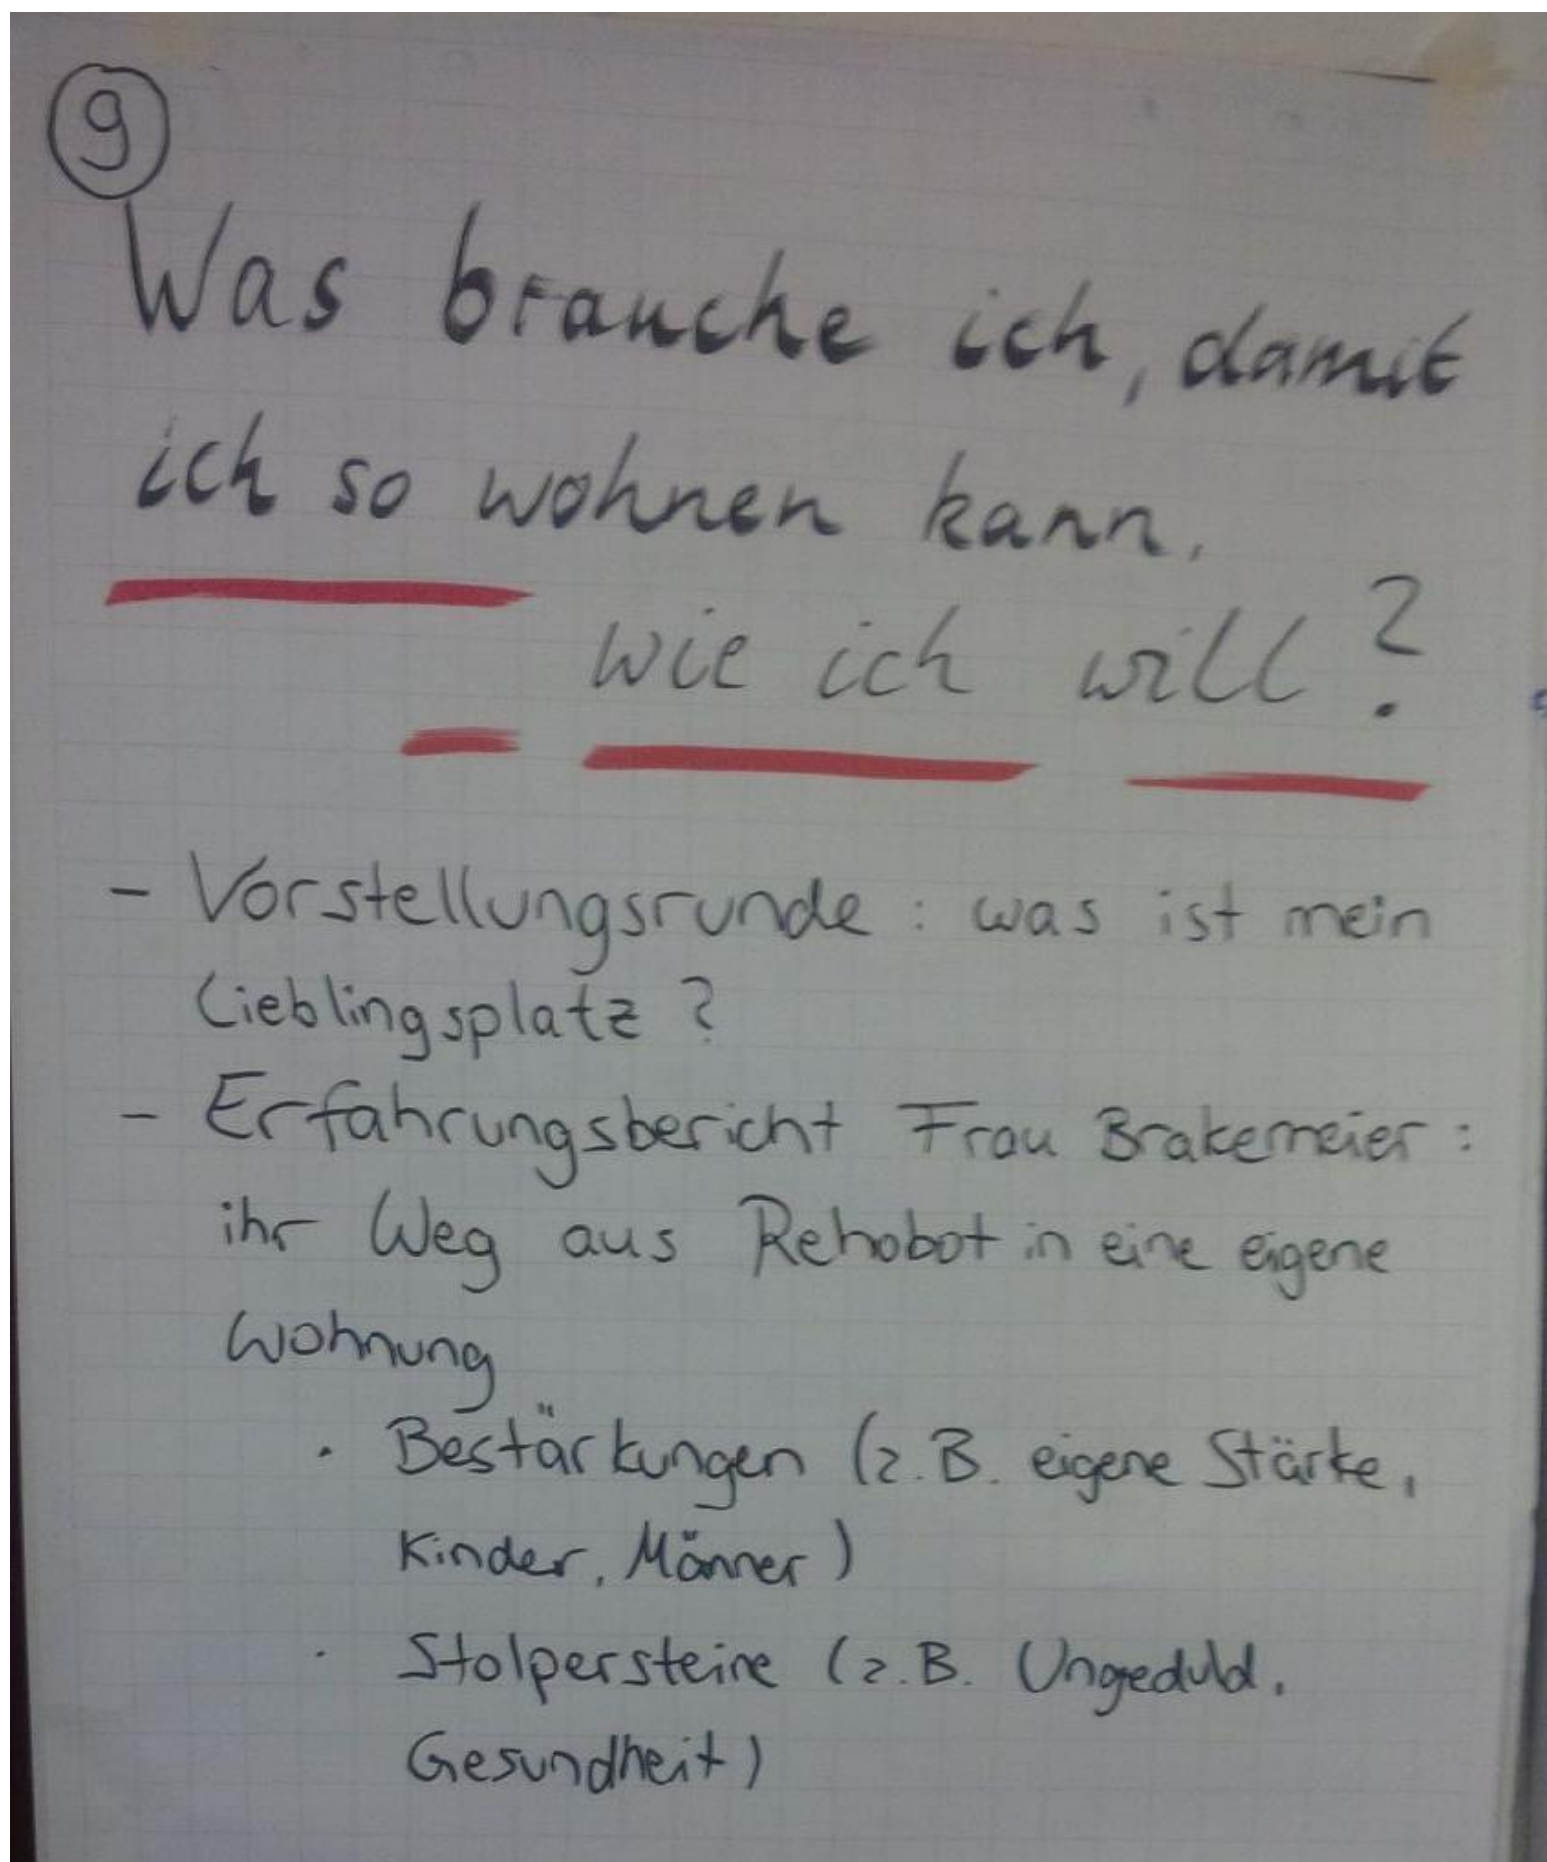 9
Was brauche ich, damit
ich so wohnen kann,
wie ich will?
- Vorstellungsrunde: was ist mein
Lieblingsplatz?
- Erfahrungsbericht Frau Brakemeier:
ihr Weg aus Rehobot in eine eigene
Wohnung
· Bestärkungen (z.B. eigene Stärke,
Kinder, Männer)
· Stolpersteine (z.B. Ungeduld,
Gesundheit)